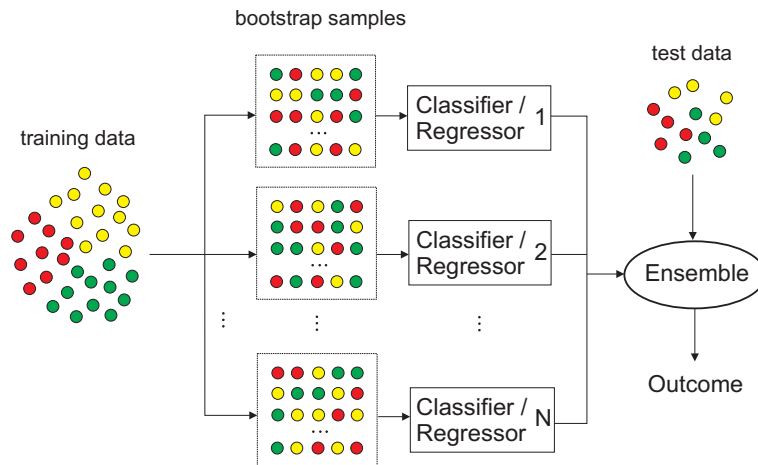 bootstrap samples
test data
training data
...
Classifier /
Regressor 1
...
Classifier /
Regressor 2
Ensemble
...
... ... ...
Classifier /
Regressor N
Outcome